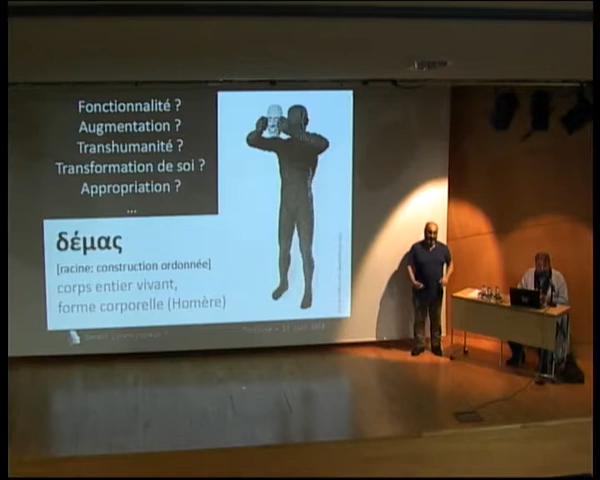 Fonctionnalité ?
Augmentation ?
Transhumanité ?
Transformation de soi ?
Appropriation ?
...
δέμας
[racine: construction ordonnée]
corps entier vivant,
forme corporelle (Homère)